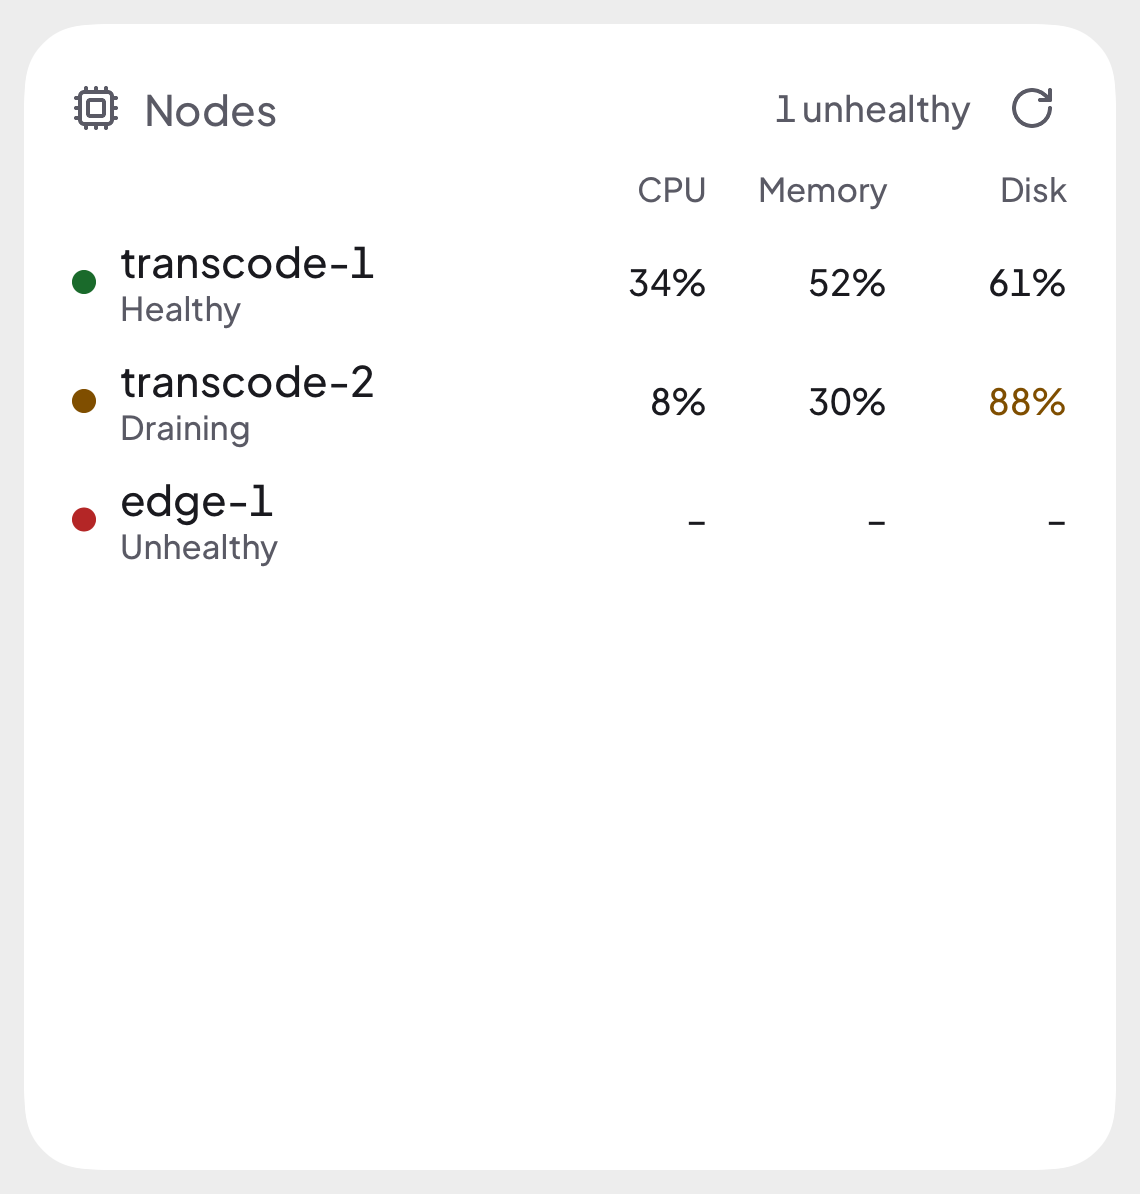 Nodes 1 unhealthy
CPU Memory Disk
transcode-1
Healthy
34% 52% 61%
transcode-2
Draining
8% 30% 88%
edge-1
Unhealthy
– – –